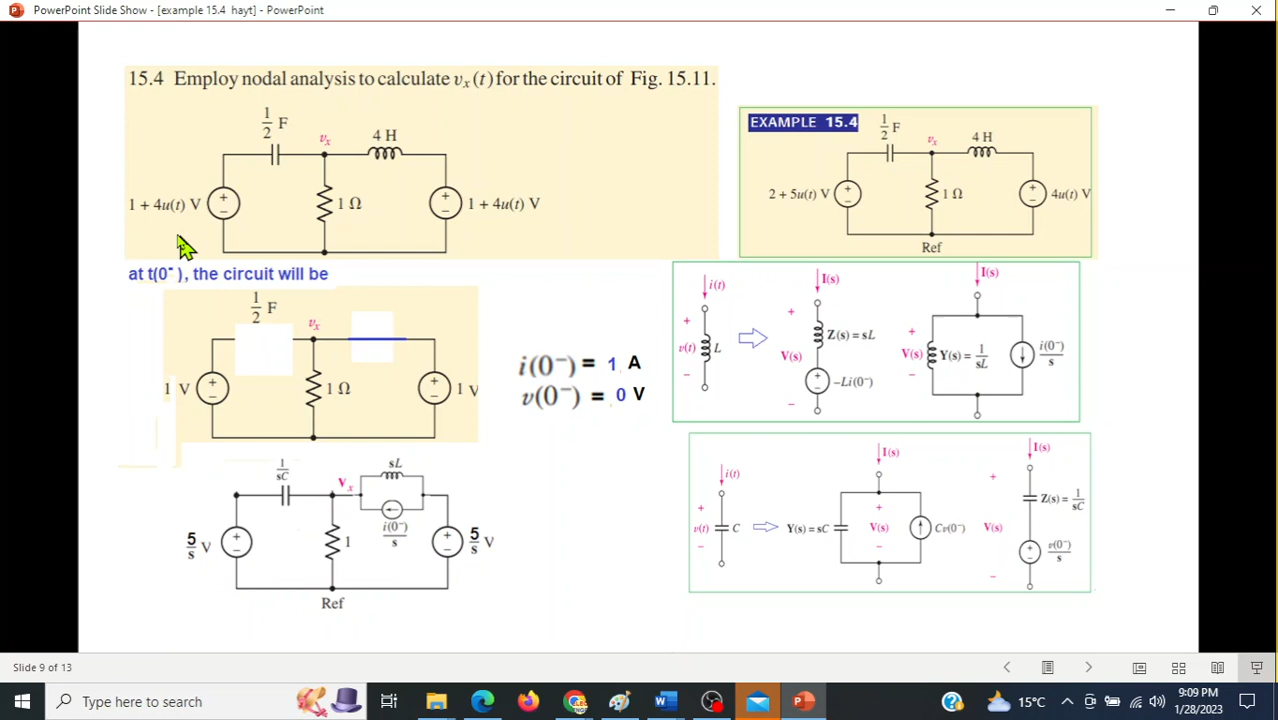 PowerPoint Slide Show - [example 15.4 hayt] - PowerPoint
15.4 Employ nodal analysis to calculate vx (t) for the circuit of Fig. 15.11.
1/2 F
vx
4 H
1 + 4u(t) V
1 Ω
1 + 4u(t) V
EXAMPLE 15.4
1/2 F
vx
4 H
2 + 5u(t) V
1 Ω
4u(t) V
Ref
at t(0⁻ ), the circuit will be
1/2 F
vx
1 V
1 Ω
1 V
i(0⁻) = 1 A
v(0⁻) = 0 V
i(t)
+
v(t)
L
−
I(s)
+
V(s)
Z(s) = sL
−Li(0⁻)
−
I(s)
+
V(s)
Y(s) = 1/sL
i(0⁻)/s
−
1/sC
Vx
sL
i(0⁻)/s
5/s V
1
5/s V
Ref
i(t)
+
v(t)
C
−
I(s)
Y(s) = sC
+
V(s)
−
Cv(0⁻)
I(s)
+
V(s)
−
Z(s) = 1/sC
v(0⁻)/s
Slide 9 of 13
Type here to search
15°C
9:09 PM
1/28/2023